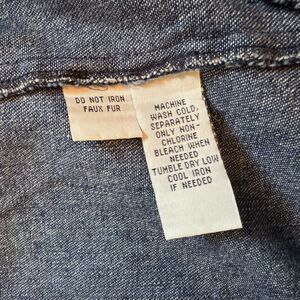 DO NOT IRON
FAUX FUR
MACHINE
WASH COLD,
SEPARATELY
ONLY NON-
CHLORINE
BLEACH WHEN
NEEDED
TUMBLE DRY LOW
COOL IRON
IF NEEDED